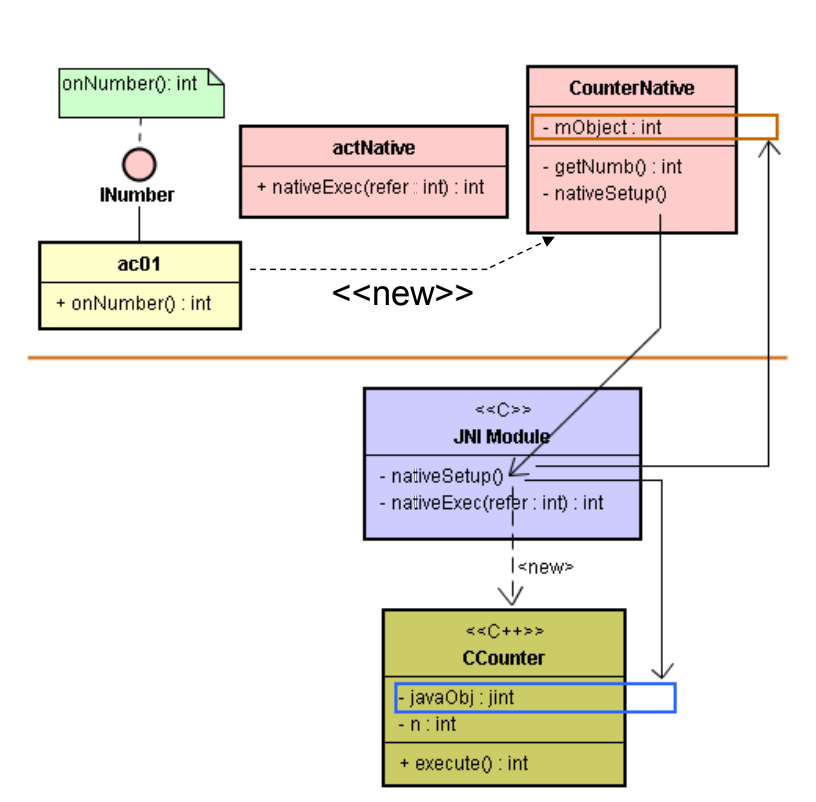 onNumber(): int
INumber
ac01
+ onNumber() : int
actNative
+ nativeExec(refer : int) : int
CounterNative
- mObject : int
- getNumb() : int
- nativeSetup()
<<new>>
<<C>>
JNI Module
- nativeSetup()
- nativeExec(refer : int) : int
<new>
<<C++>>
CCounter
- javaObj : jint
- n : int
+ execute() : int